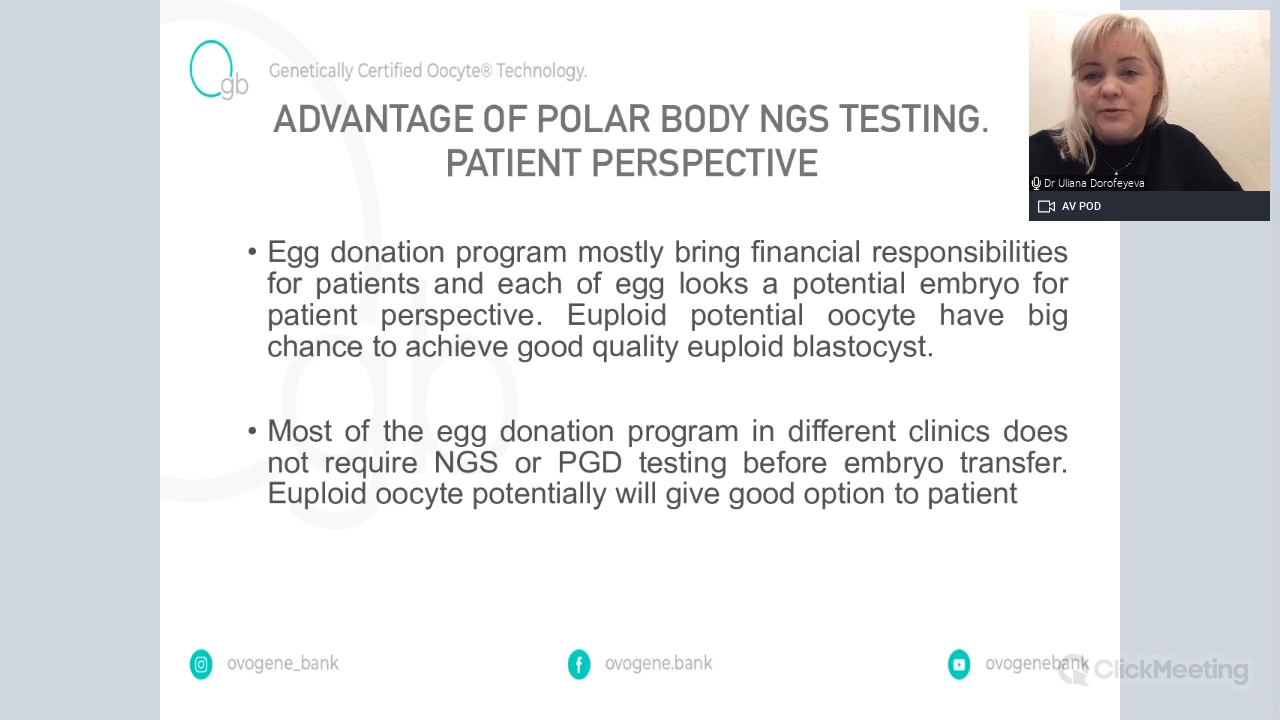 gb
Genetically Certified Oocyte® Technology.
ADVANTAGE OF POLAR BODY NGS TESTING.
PATIENT PERSPECTIVE
Dr Uliana Dorofeyeva
AV POD
• Egg donation program mostly bring financial responsibilities
for patients and each of egg looks a potential embryo for
patient perspective. Euploid potential oocyte have big
chance to achieve good quality euploid blastocyst.
• Most of the egg donation program in different clinics does
not require NGS or PGD testing before embryo transfer.
Euploid oocyte potentially will give good option to patient
gb
ovogene_bank
ovogene.bank
ovogenebank
ClickMeeting